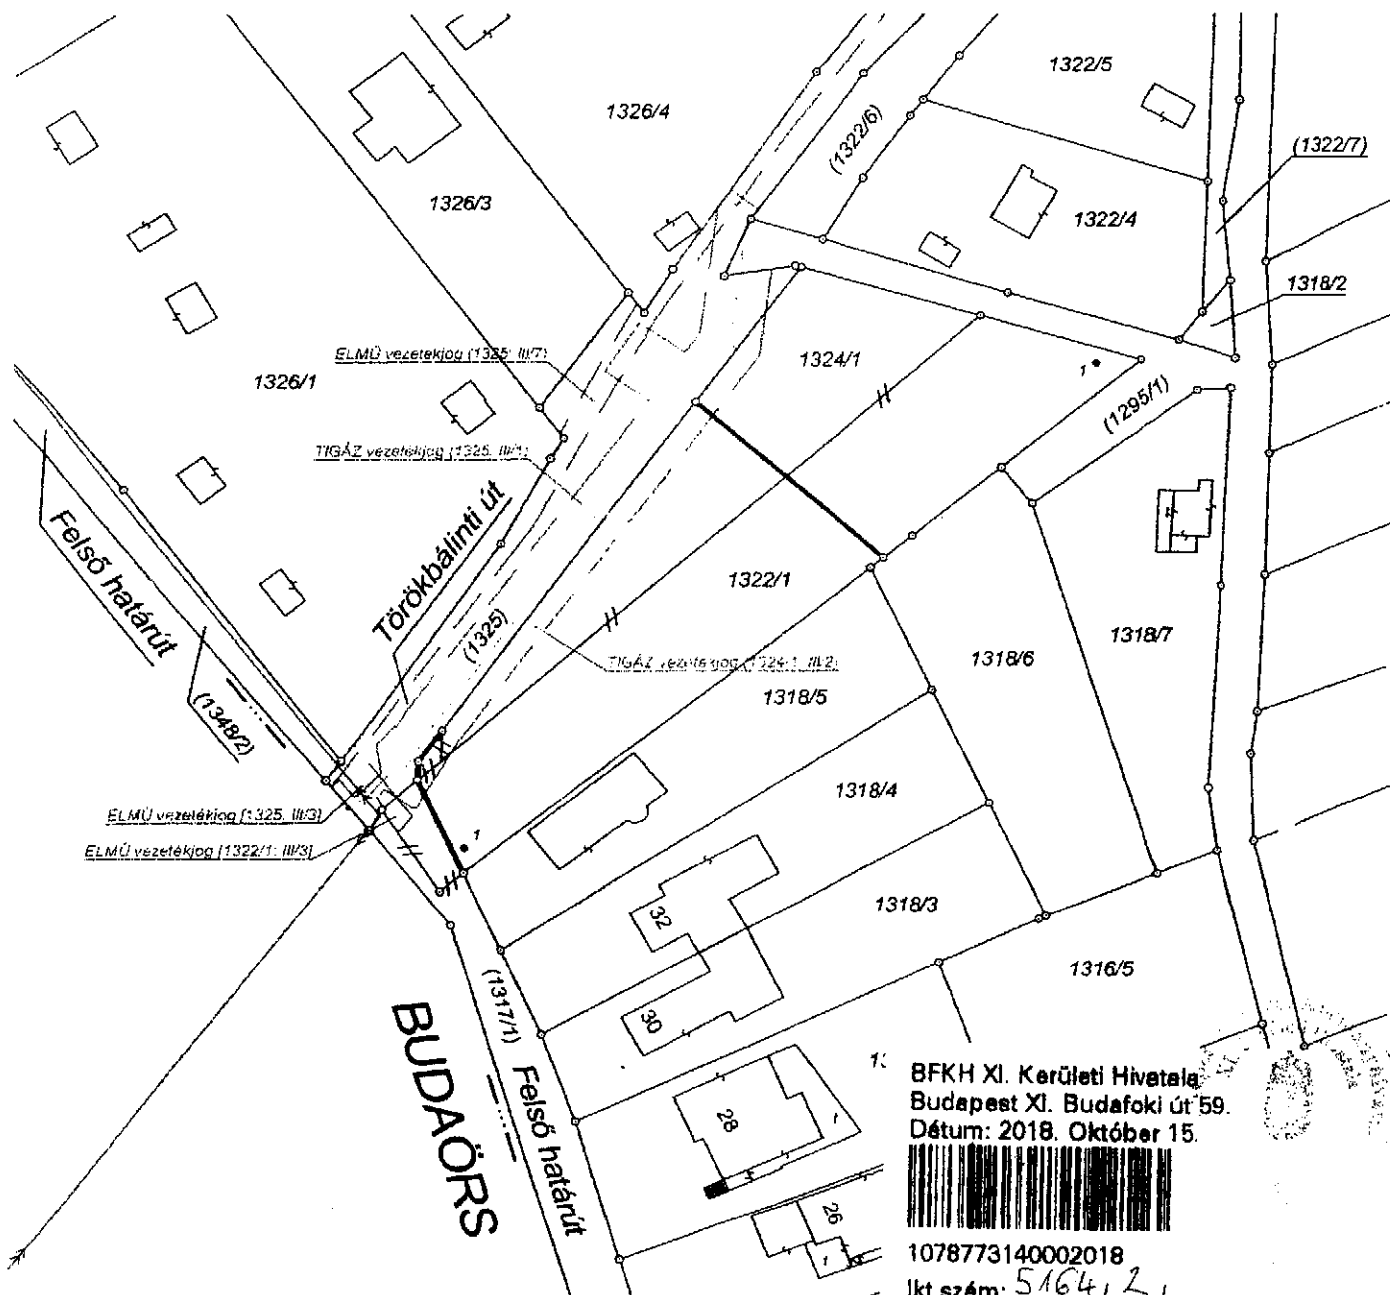 1322/5
1326/4
(1322/6)
(1322/7)
1326/3
1322/4
1318/2
ELMŰ vezetékjog (1325: III/7)
1324/1
1
1326/1
(1295/1)
TIGÁZ vezetékjog (1325. III/1)
Törökbálinti út
Felső határút
1322/1
(1325)
1318/7
1318/6
TIGÁZ vezetékjog (1324/1. III/2)
1318/5
(1348/2)
1318/4
ELMŰ vezetékjog [1325. III/3]
1
ELMŰ vezetékjog [1322/1: III/3]
32
1318/3
1316/5
(1317/1)
30
BUDAÖRS
Felső határút
28
26
1
BFKH XI. Kerületi Hivatala
Budapest XI. Budafoki út 59.
Dátum: 2018. Október 15.
1078773140002018
Ikt szám: 5164, 2,